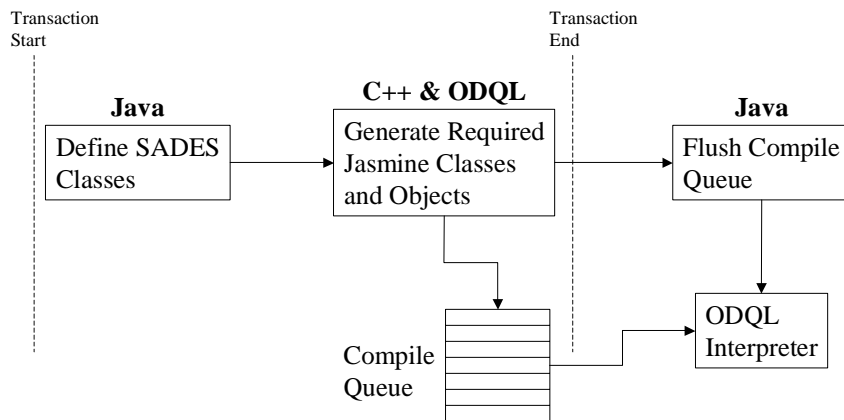 Transaction
Start
Transaction
End
Java
C++ & ODQL
Java
Define SADES
Classes
Generate Required
Jasmine Classes
and Objects
Flush Compile
Queue
Compile
Queue
ODQL
Interpreter